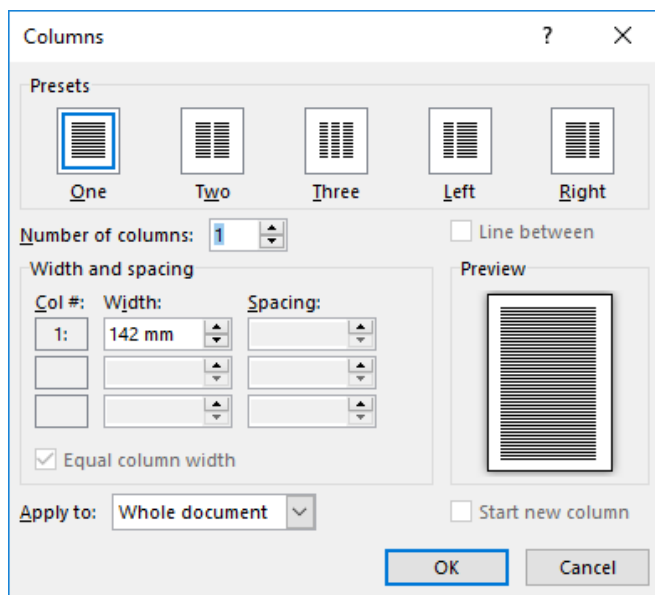 Columns ?
Presets
One Two Three Left Right
Number of columns: 1 Line between
Width and spacing Preview
Col #: Width: Spacing:
1: 142 mm
Equal column width
Apply to: Whole document Start new column
OK Cancel